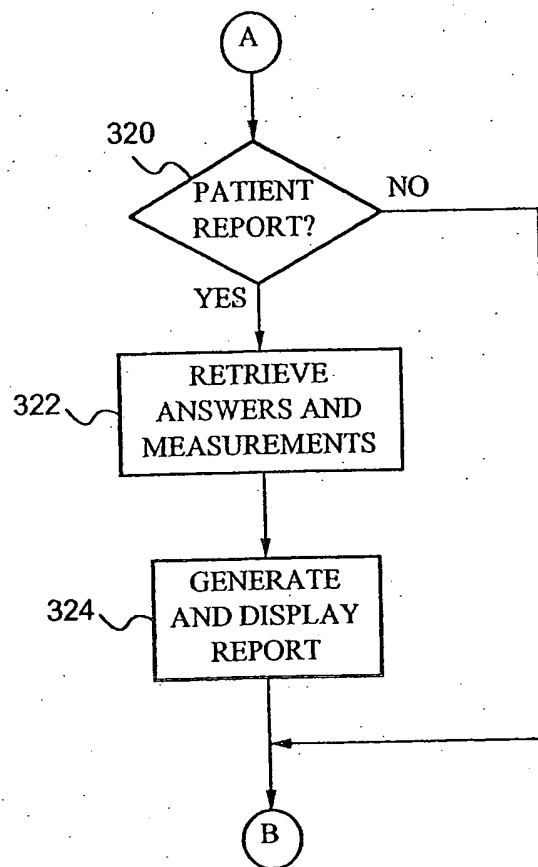 A
320
PATIENT
REPORT?
NO
YES
322
RETRIEVE
ANSWERS AND
MEASUREMENTS
324
GENERATE
AND DISPLAY
REPORT
B